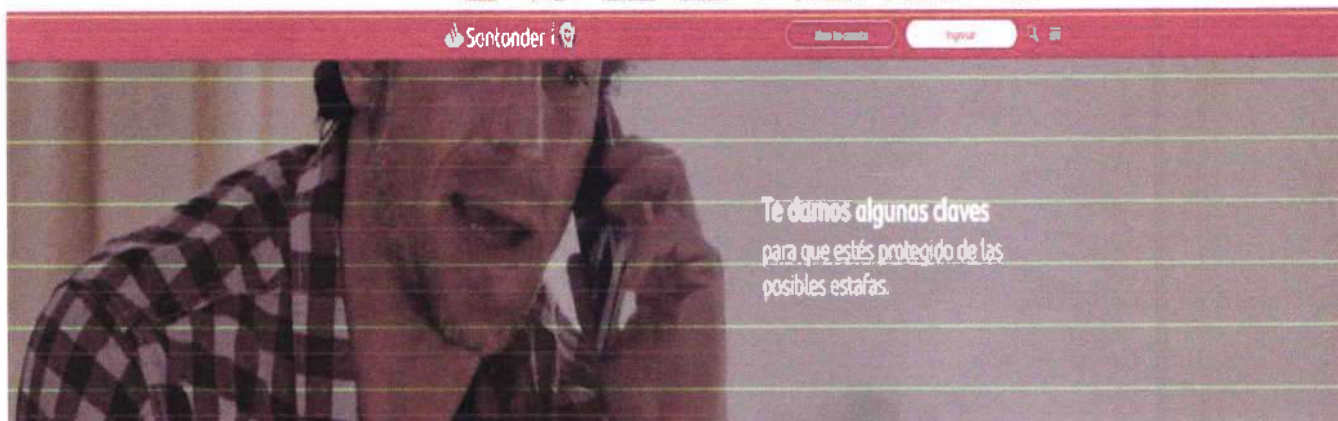 Santander
Ingresar
Te damos algunas claves
para que estés protegido de las
posibles estafas.